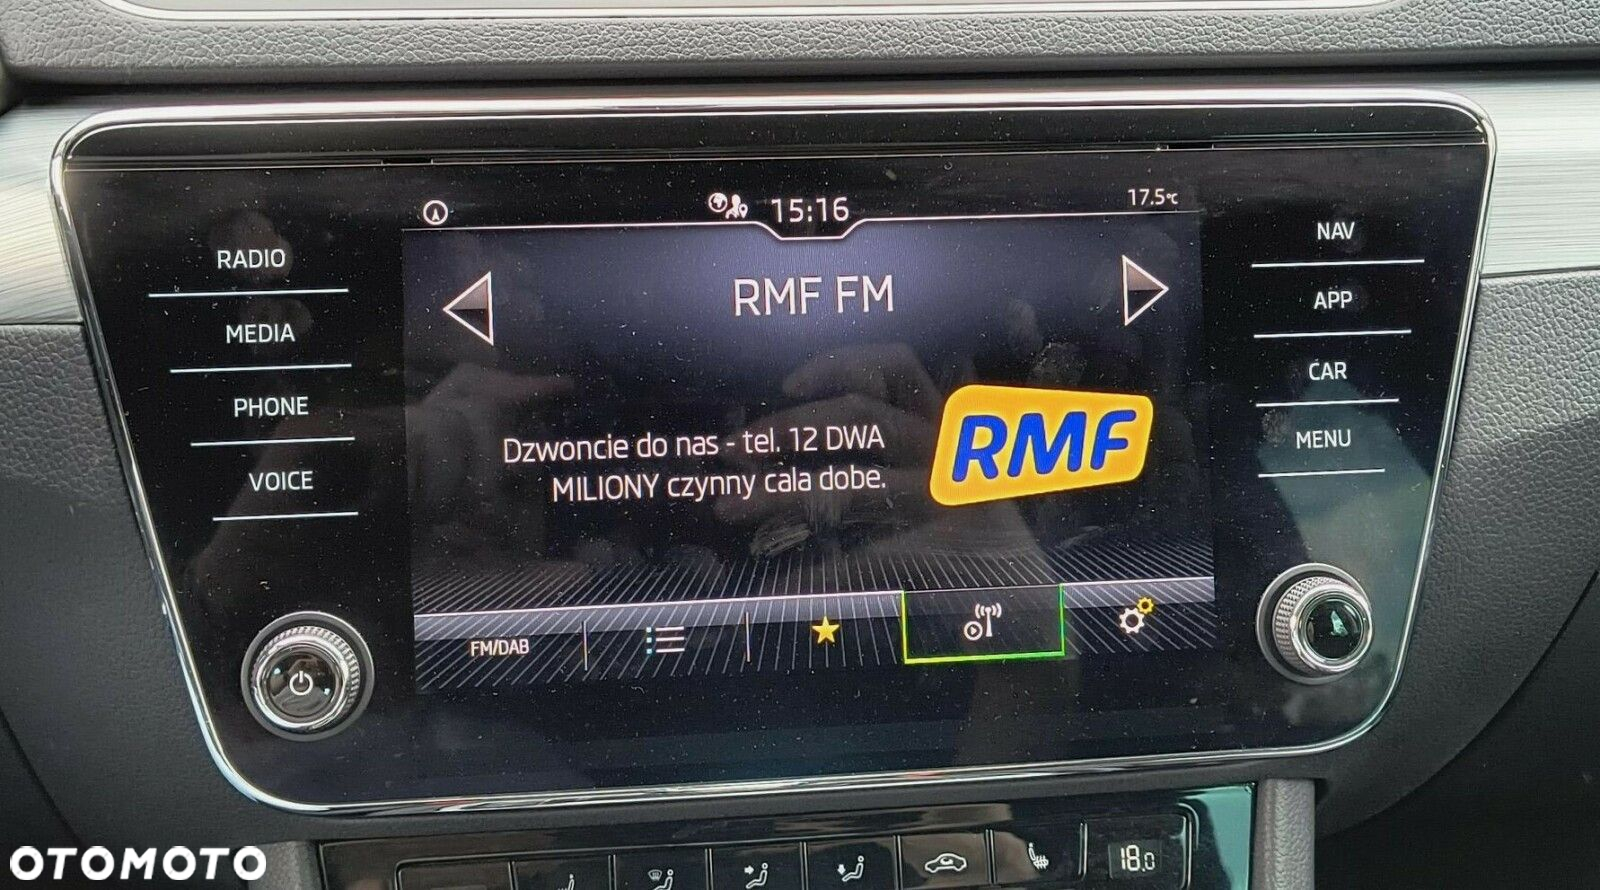 15:16
17.5°C
RADIO
MEDIA
PHONE
VOICE
RMF FM
Dzwoncie do nas - tel. 12 DWA
MILIONY czynny cala dobe.
RMF
FM/DAB
NAV
APP
CAR
MENU
18.0
OTOMOTO